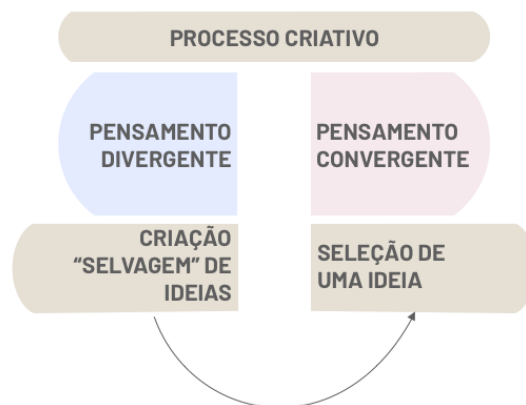 PROCESSO CRIATIVO
PENSAMENTO
DIVERGENTE
PENSAMENTO
CONVERGENTE
CRIAÇÃO
“SELVAGEM” DE
IDEIAS
SELEÇÃO DE
UMA IDEIA